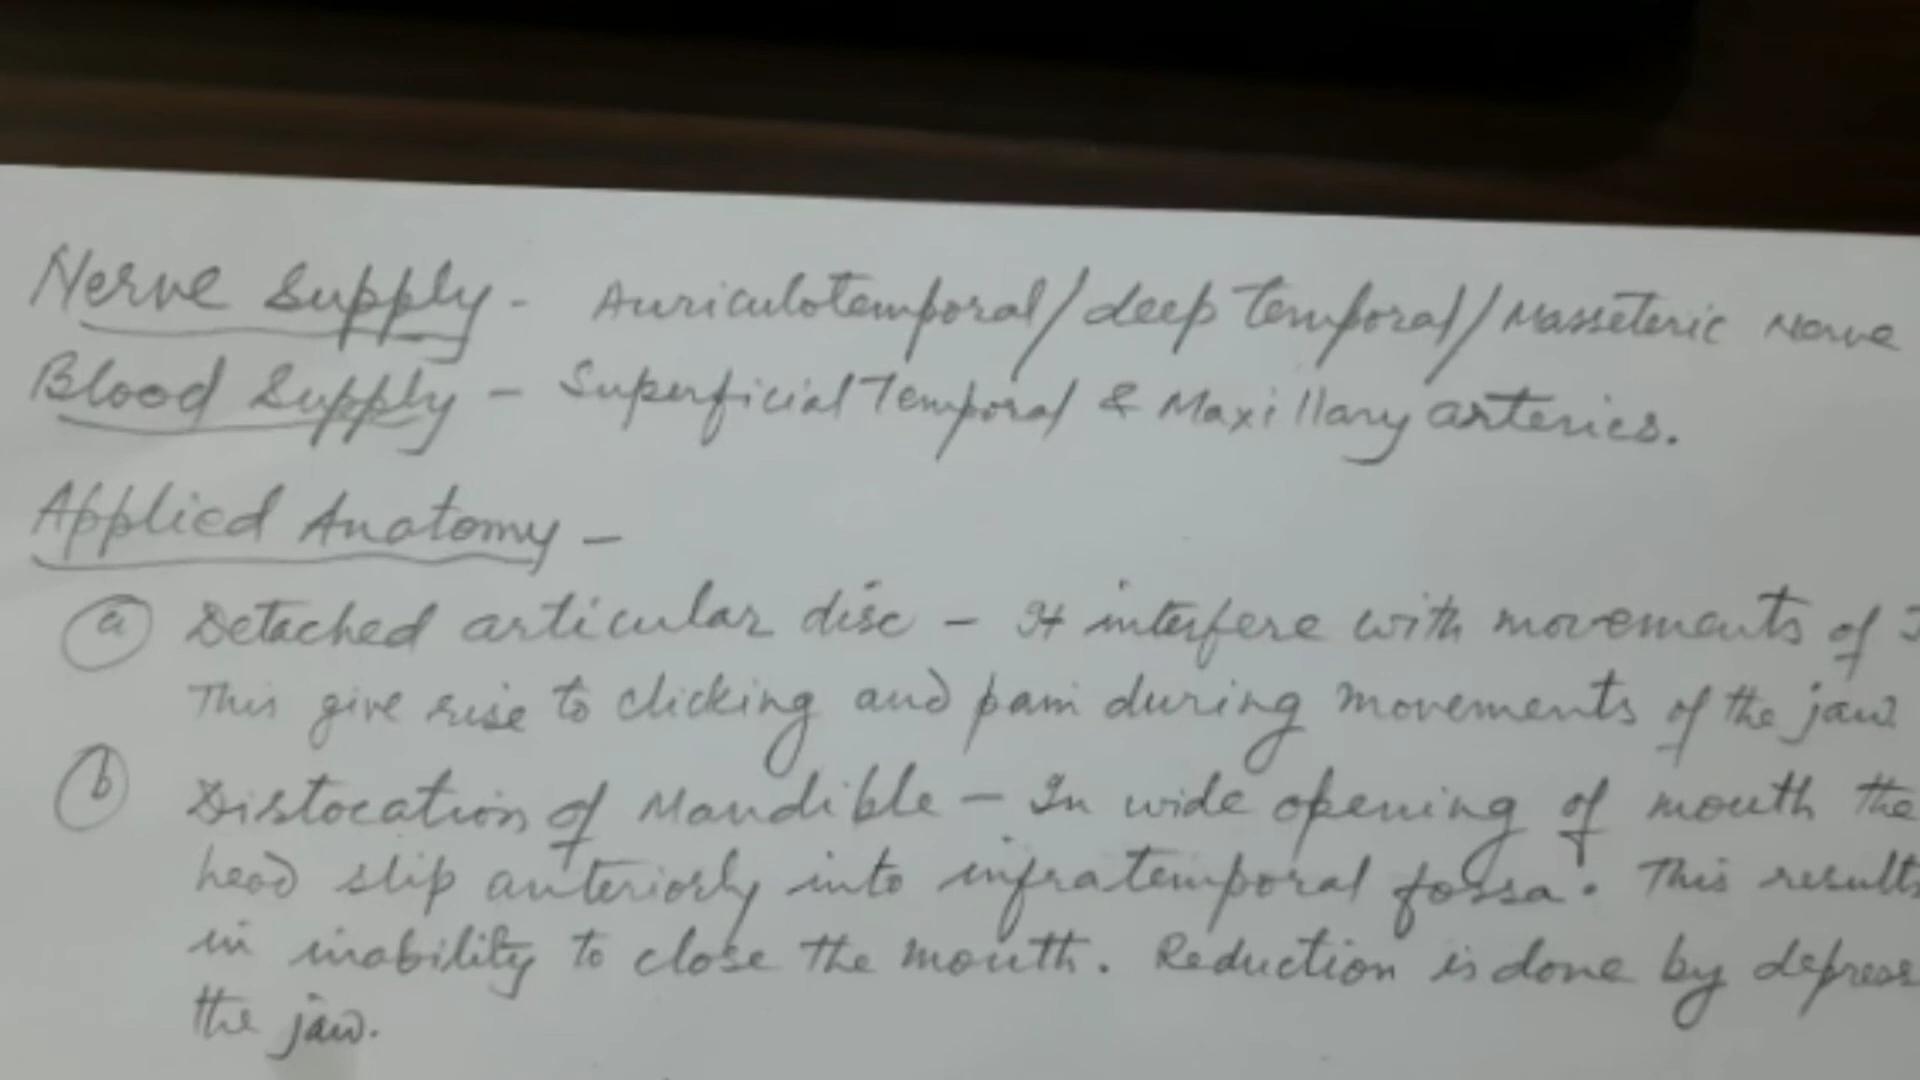 Nerve Supply - Auriculotemporal/deep temporal/Masseteric Nerve
Blood Supply - Superficial Temporal & Maxillary arteries.
Applied Anatomy -
(a) Detached articular disc - It interfere with movements of
This give rise to clicking and pain during movements of the jaw
(b) Distocation of Mandible - In wide opening of mouth the
head slip anteriorly into infratemporal fossa. This results
in inability to close the mouth. Reduction is done by depress
the jaw.